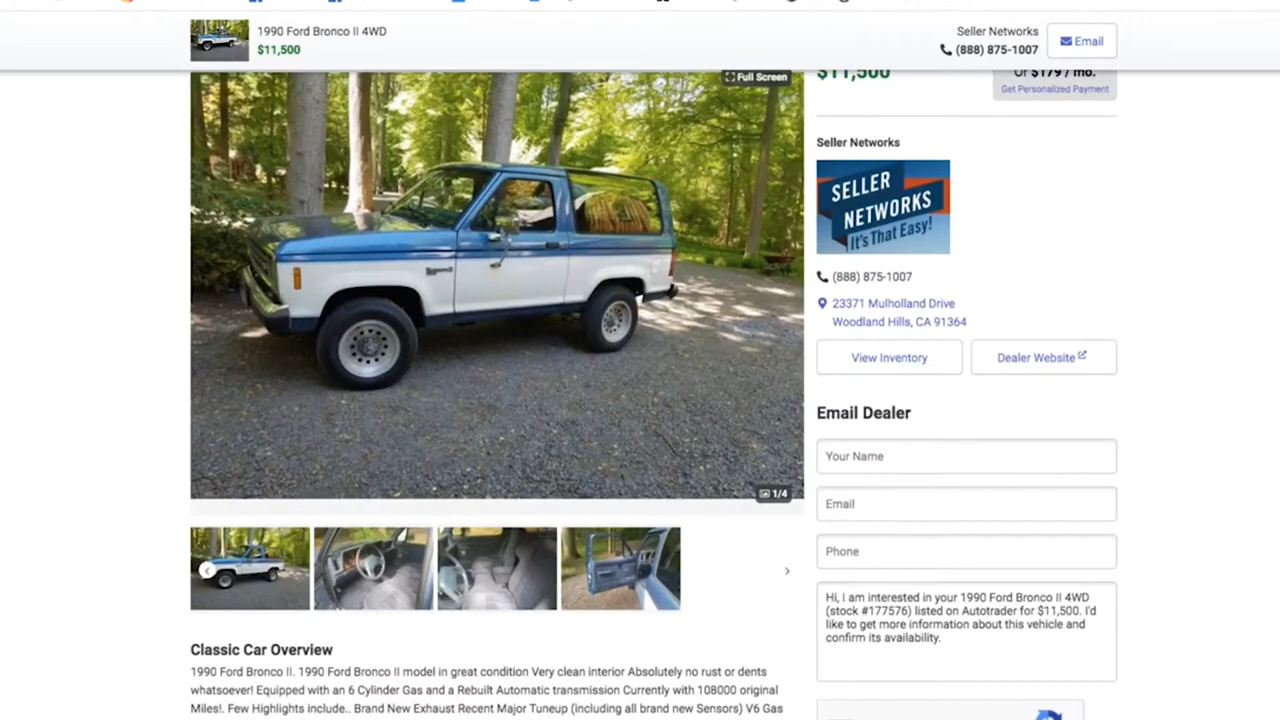 1990 Ford Bronco II 4WD
$11,500
Seller Networks
(888) 875-1007
Email
Full Screen
$11,500
Or $179 / mo.
Get Personalized Payment
Seller Networks
SELLER
NETWORKS
It's That Easy!
(888) 875-1007
23371 Mulholland Drive
Woodland Hills, CA 91364
View Inventory
Dealer Website
Email Dealer
Your Name
Email
Phone
Hi, I am interested in your 1990 Ford Bronco II 4WD
(stock #177576) listed on Autotrader for $11,500. I'd
like to get more information about this vehicle and
confirm its availability.
1/4
Classic Car Overview
1990 Ford Bronco II. 1990 Ford Bronco II model in great condition Very clean interior Absolutely no rust or dents
whatsoever! Equipped with an 6 Cylinder Gas and a Rebuilt Automatic transmission Currently with 108000 original
Miles!. Few Highlights include.. Brand New Exhaust Recent Major Tuneup (including all brand new Sensors) V6 Gas